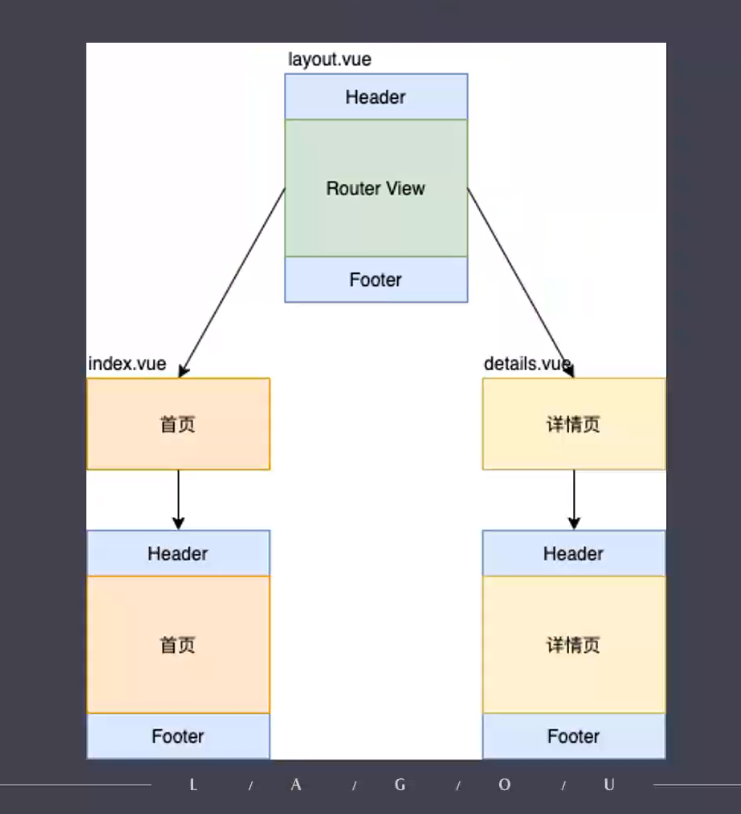 layout.vue
Header
Router View
Footer
index.vue
details.vue
首页
详情页
Header
Header
首页
详情页
Footer
Footer
L / A / G / O / U